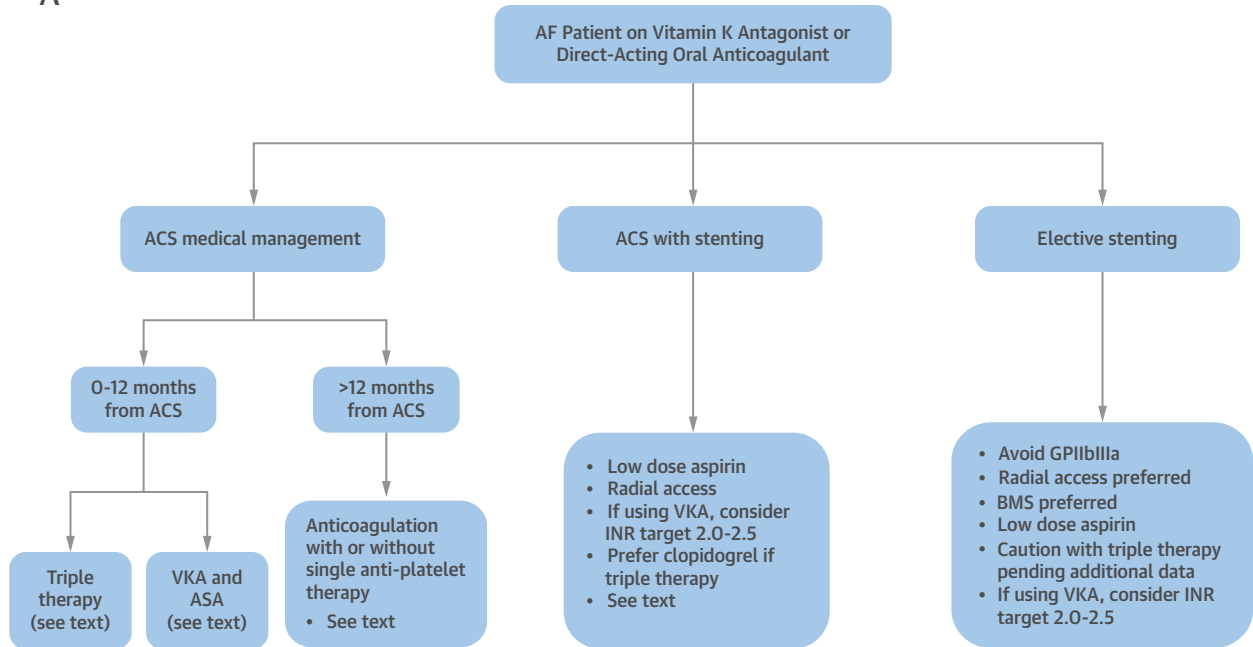 A
AF Patient on Vitamin K Antagonist or
Direct-Acting Oral Anticoagulant
ACS medical management
ACS with stenting
Elective stenting
0-12 months
from ACS
>12 months
from ACS
Triple
therapy
(see text)
VKA and
ASA
(see text)
Anticoagulation
with or without
single anti-platelet
therapy
• See text
• Low dose aspirin
• Radial access
• If using VKA, consider
INR target 2.0-2.5
• Prefer clopidogrel if
triple therapy
• See text
• Avoid GPIIbIIIa
• Radial access preferred
• BMS preferred
• Low dose aspirin
• Caution with triple therapy
pending additional data
• If using VKA, consider INR
target 2.0-2.5